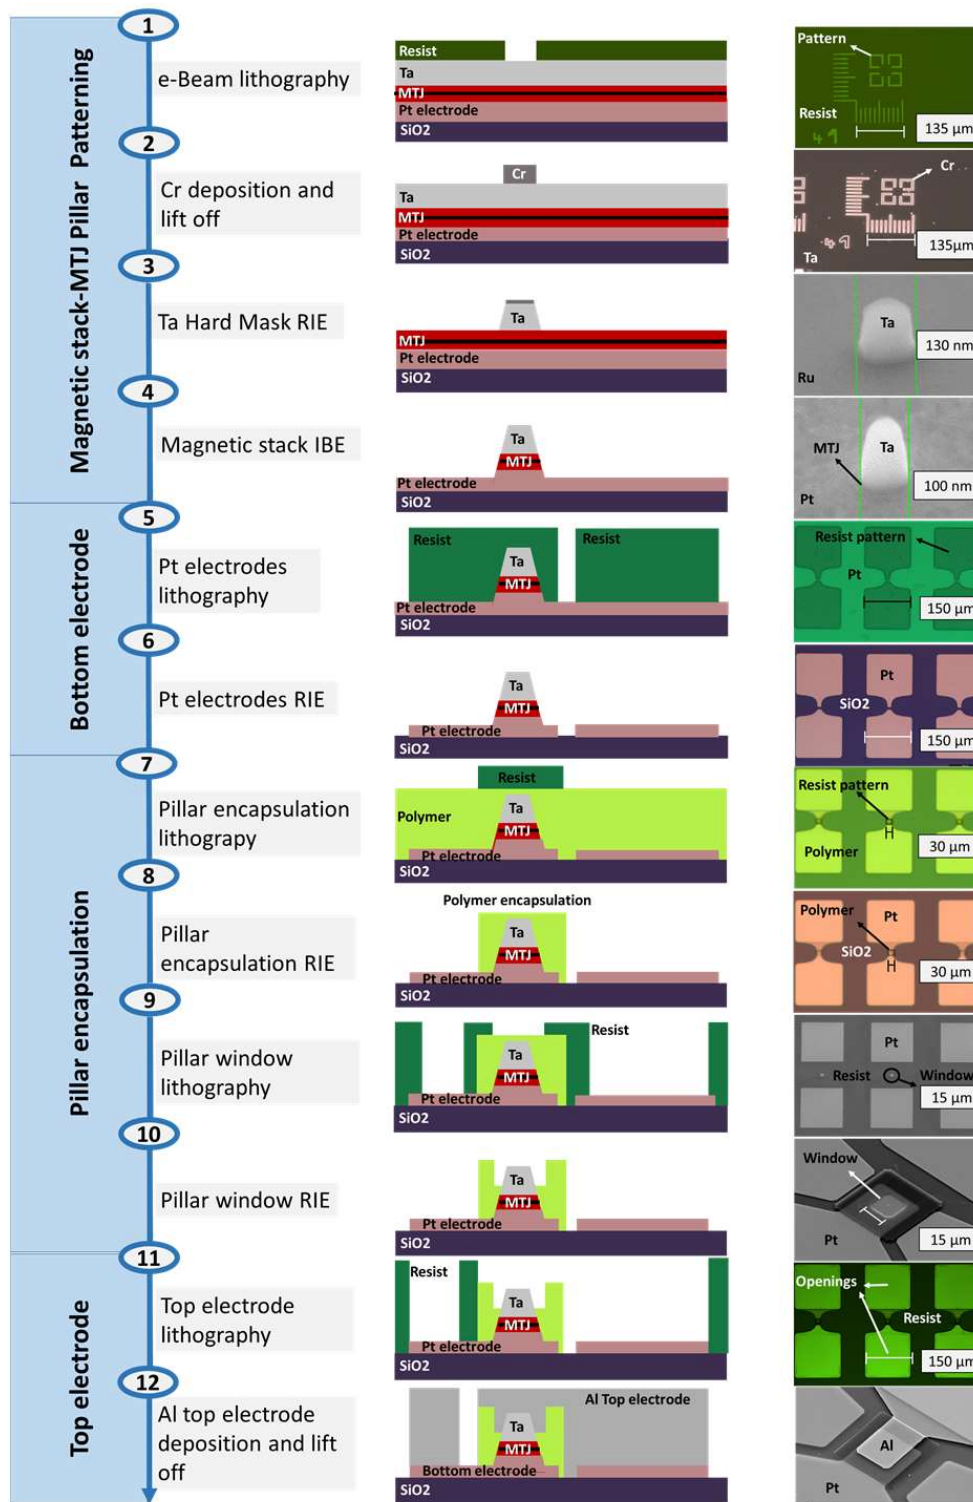 Magnetic stack-MTJ Pillar Patterning
1
e-Beam lithography
Resist
Ta
MTJ
Pt electrode
SiO2
Pattern
Resist
49
135 µm
2
Cr deposition and
lift off
Cr
Ta
MTJ
Pt electrode
SiO2
Cr
49
Ta
135µm
3
Ta Hard Mask RIE
Ta
MTJ
Pt electrode
SiO2
Ta
130 nm
Ru
4
Magnetic stack IBE
Ta
MTJ
Pt electrode
SiO2
MTJ
Ta
100 nm
Pt
Bottom electrode
5
Pt electrodes
lithography
Resist
Resist
Ta
MTJ
Pt electrode
SiO2
Resist pattern
Pt
150 µm
6
Pt electrodes RIE
Ta
MTJ
Pt electrode
SiO2
Pt
SiO2
150 µm
Pillar encapsulation
7
Pillar encapsulation
lithograpy
Resist
Polymer
Ta
MTJ
Pt electrode
SiO2
Resist pattern
30 µm
Polymer
8
Pillar
encapsulation RIE
Polymer encapsulation
Ta
MTJ
Pt electrode
SiO2
Polymer
Pt
SiO2
30 µm
9
Pillar window
lithography
Resist
Ta
MTJ
Pt electrode
SiO2
Pt
Resist
Window
15 µm
10
Pillar window RIE
Ta
MTJ
Pt electrode
SiO2
Window
15 µm
Pt
Top electrode
11
Top electrode
lithography
Resist
Ta
MTJ
Pt electrode
SiO2
Openings
Resist
150 µm
12
Al top electrode
deposition and lift
off
Al Top electrode
Ta
MTJ
Bottom electrode
SiO2
Al
Pt